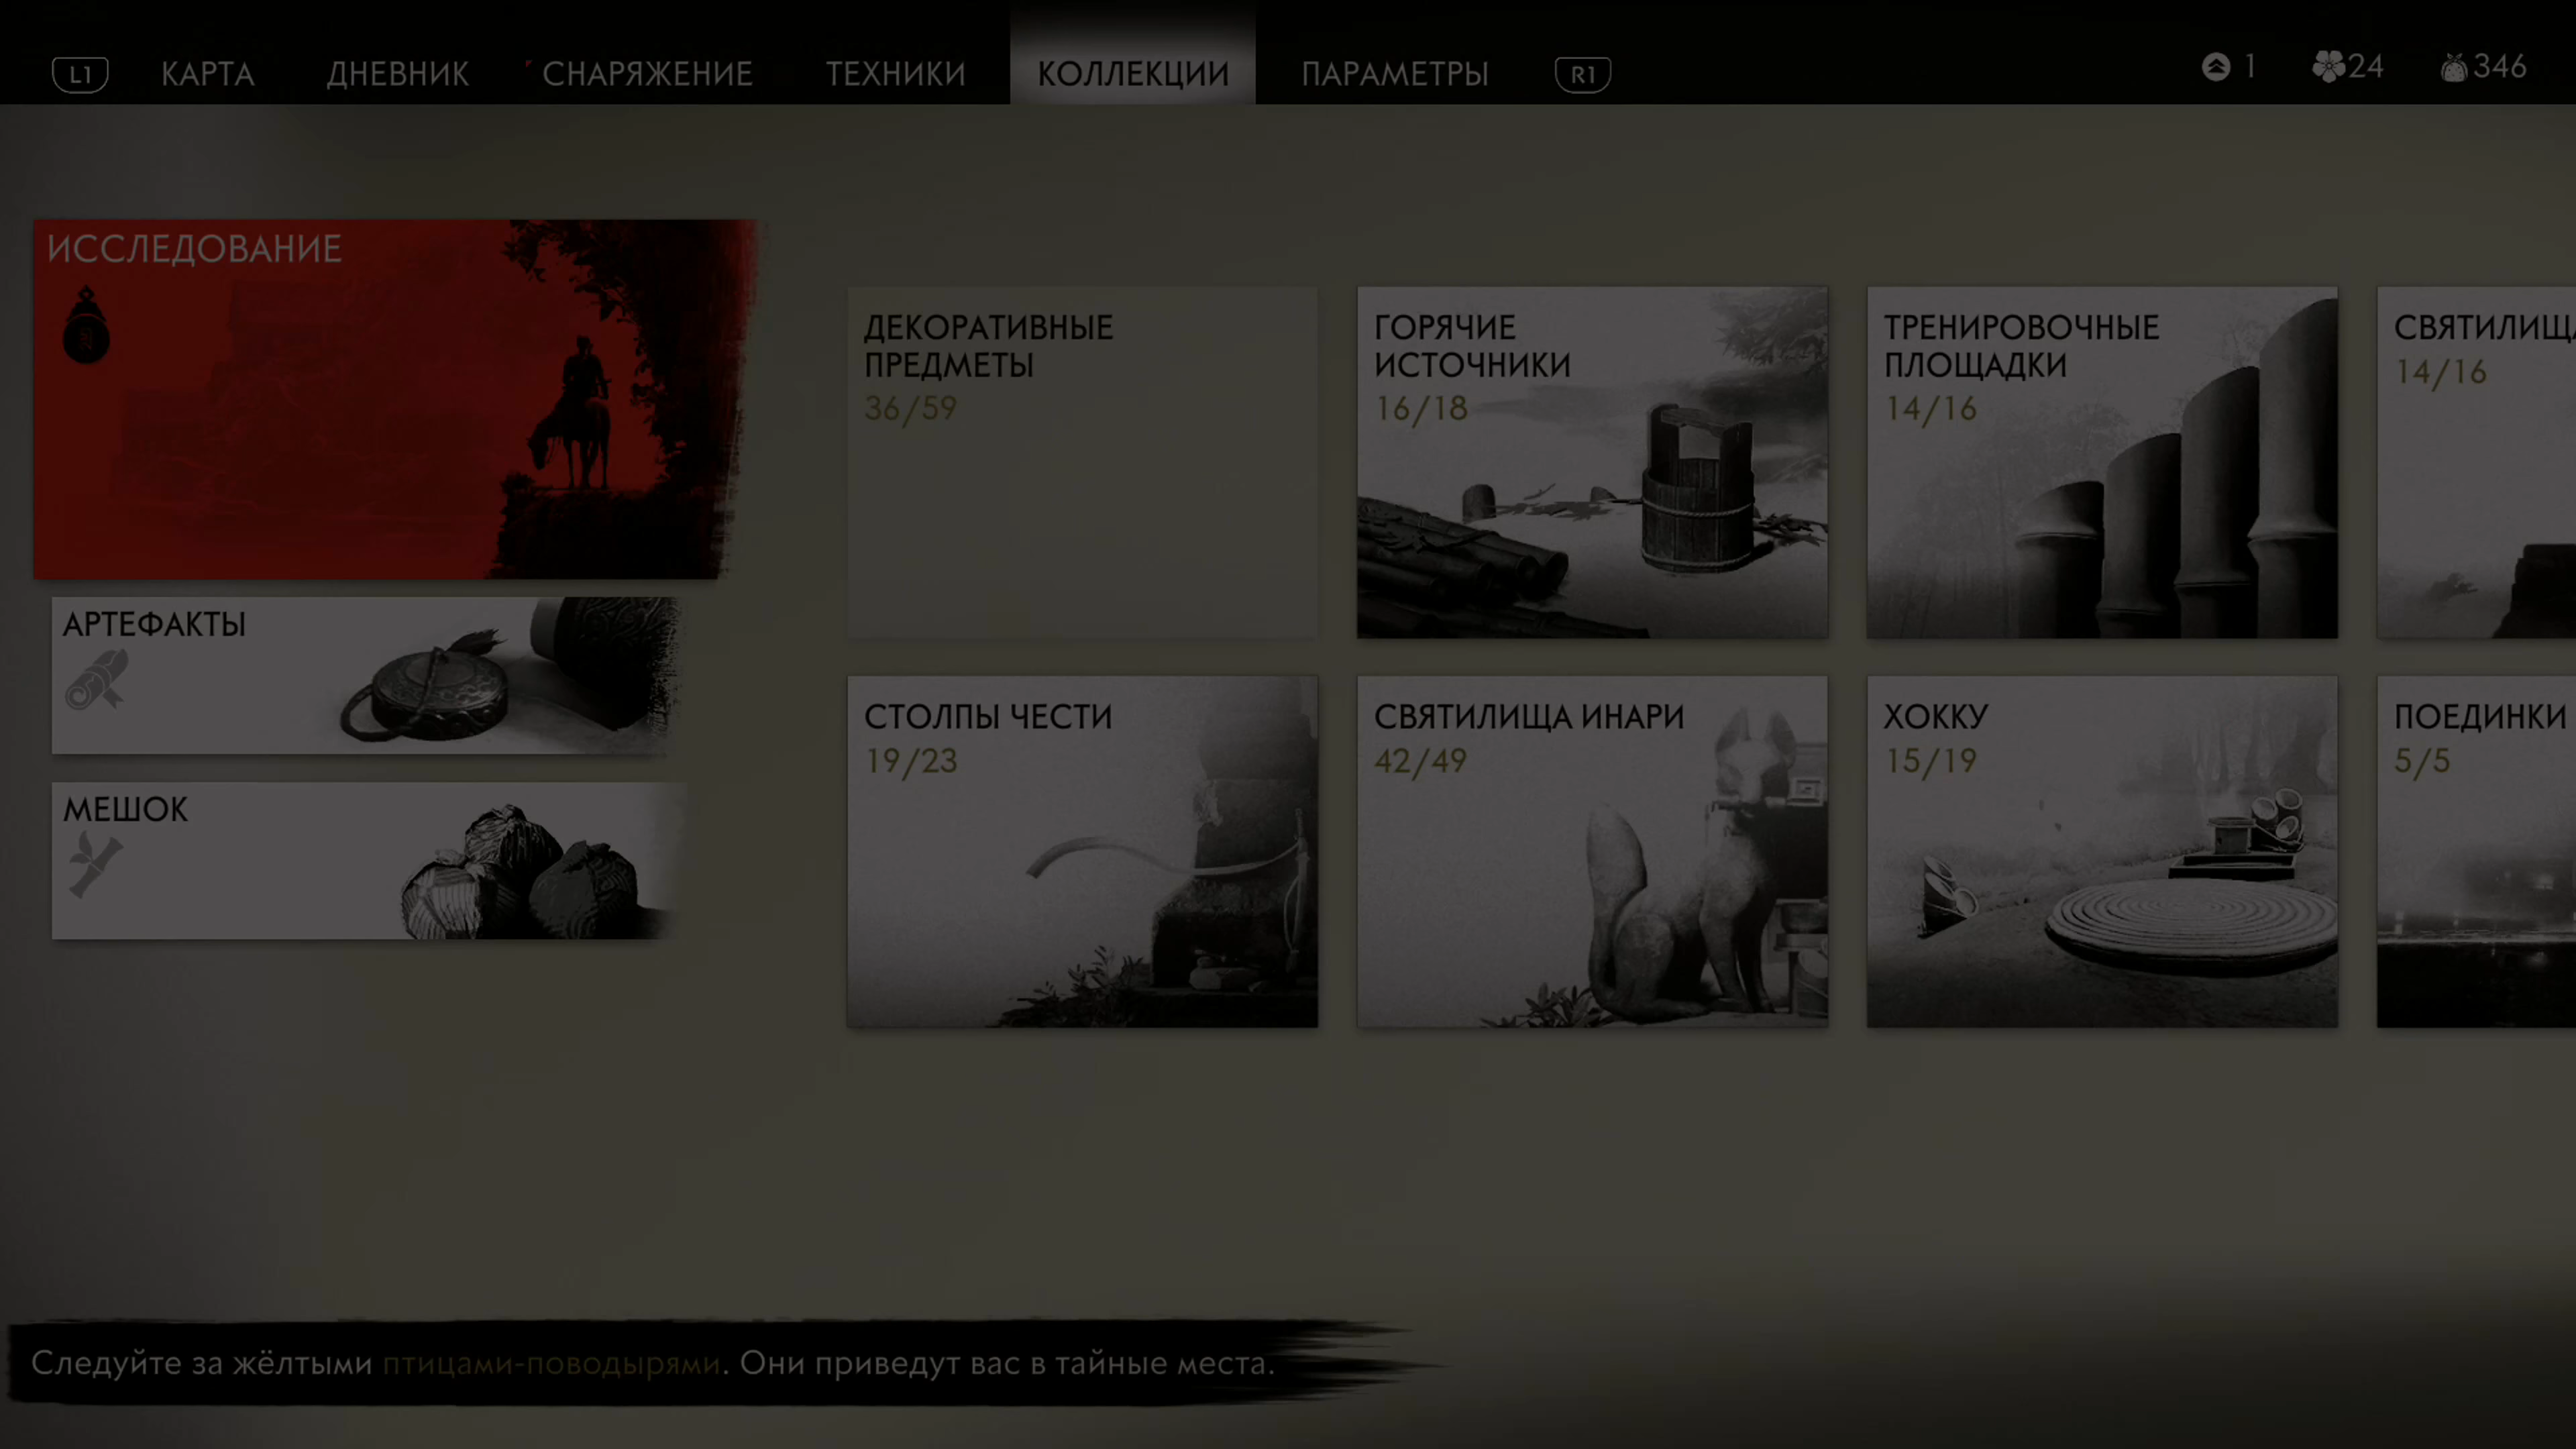 L1 КАРТА ДНЕВНИК СНАРЯЖЕНИЕ ТЕХНИКИ КОЛЛЕКЦИИ ПАРАМЕТРЫ R1 1 24 346
ИССЛЕДОВАНИЕ
АРТЕФАКТЫ
МЕШОК
ДЕКОРАТИВНЫЕ
ПРЕДМЕТЫ
36/59
ГОРЯЧИЕ
ИСТОЧНИКИ
16/18
ТРЕНИРОВОЧНЫЕ
ПЛОЩАДКИ
14/16
СВЯТИЛИЩА
14/16
СТОЛПЫ ЧЕСТИ
19/23
СВЯТИЛИЩА ИНАРИ
42/49
ХОККУ
15/19
ПОЕДИНКИ
5/5
Следуйте за жёлтыми птицами-поводырями. Они приведут вас в тайные места.